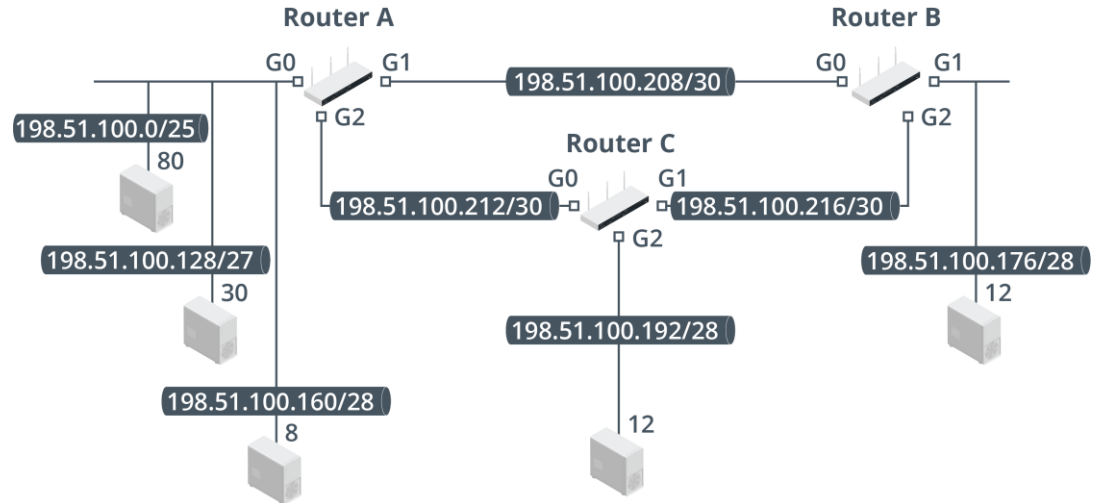 Router A
Router B
G0
G1
198.51.100.208/30
G0
G1
G2
G2
Router C
198.51.100.0/25
80
G0
G1
198.51.100.212/30
198.51.100.216/30
G2
198.51.100.128/27
198.51.100.176/28
30
12
198.51.100.192/28
198.51.100.160/28
8
12